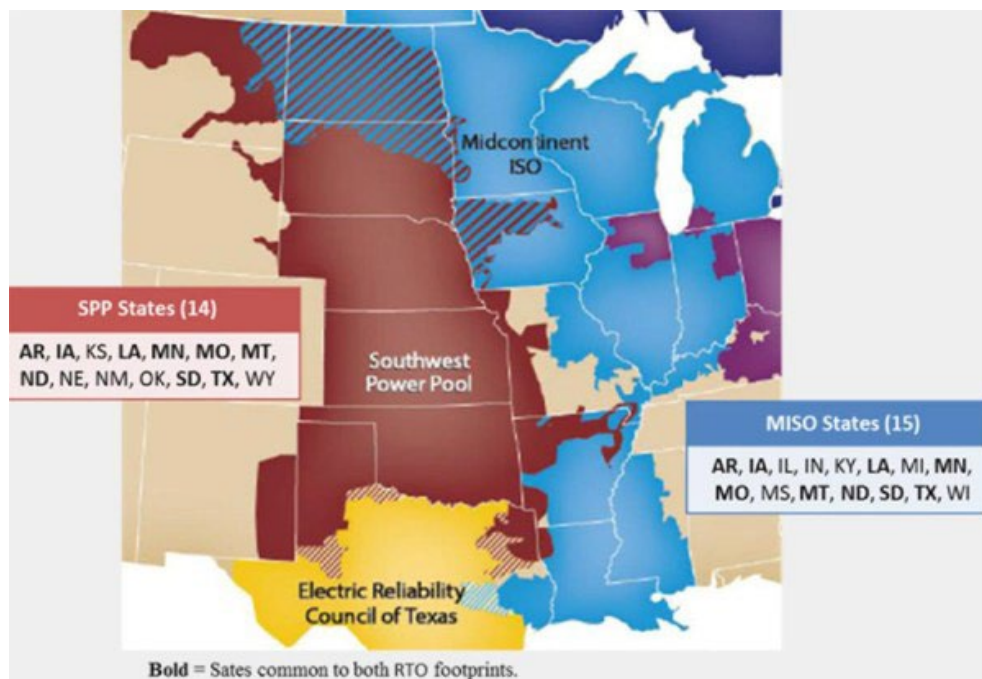 Midcontinent
ISO
SPP States (14)
AR, IA, KS, LA, MN, MO, MT,
ND, NE, NM, OK, SD, TX, WY
Southwest
Power Pool
MISO States (15)
AR, IA, IL, IN, KY, LA, MI, MN,
MO, MS, MT, ND, SD, TX, WI
Electric Reliability
Council of Texas
Bold = Sates common to both RTO footprints.